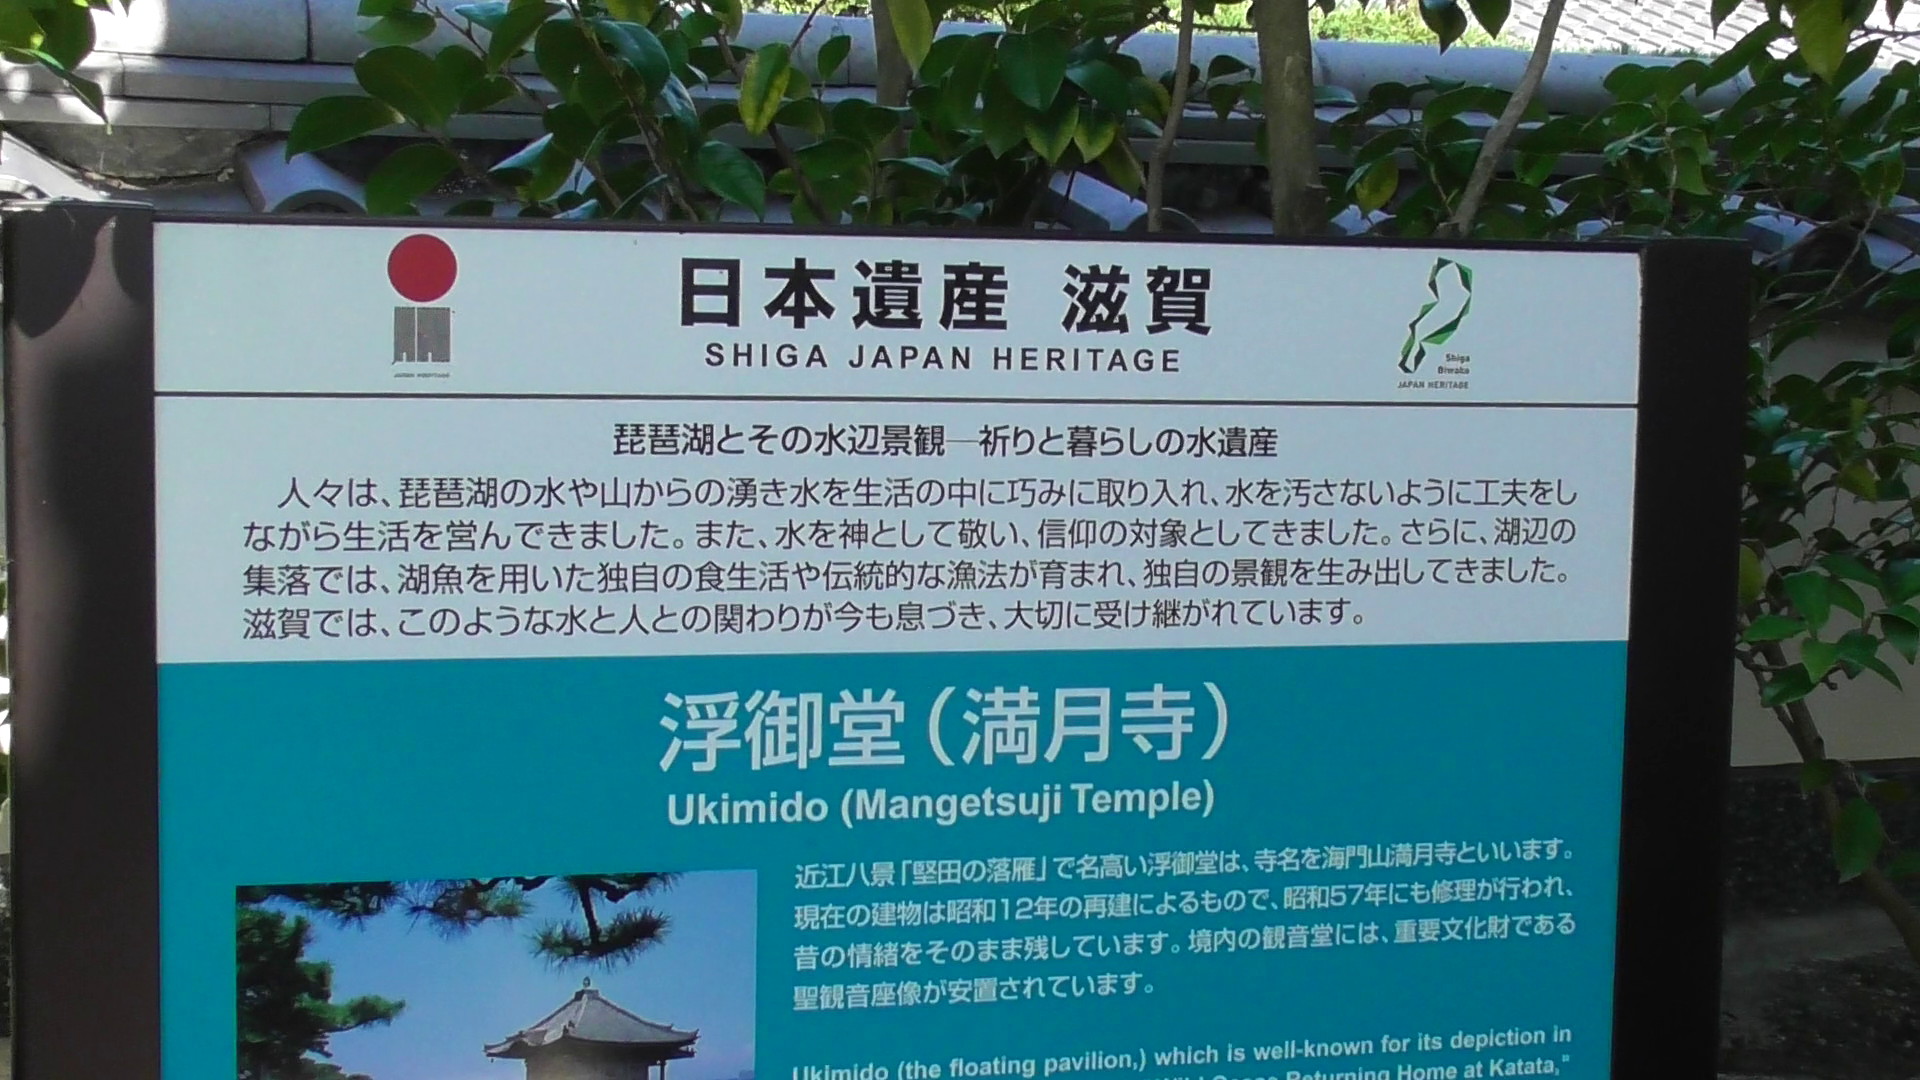 日本遺産 滋賀
SHIGA JAPAN HERITAGE
JAPAN HERITAGE
Shiga
Biwako
JAPAN HERITAGE
琵琶湖とその水辺景観―祈りと暮らしの水遺産
人々は、琵琶湖の水や山からの湧き水を生活の中に巧みに取り入れ、水を汚さないように工夫をし
ながら生活を営んできました。また、水を神として敬い、信仰の対象としてきました。さらに、湖辺の
集落では、湖魚を用いた独自の食生活や伝統的な漁法が育まれ、独自の景観を生み出してきました。
滋賀では、このような水と人との関わりが今も息づき、大切に受け継がれています。
浮御堂（満月寺）
Ukimido (Mangetsuji Temple)
近江八景「堅田の落雁」で名高い浮御堂は、寺名を海門山満月寺といいます。
現在の建物は昭和12年の再建によるもので、昭和57年にも修理が行われ、
昔の情緒をそのまま残しています。境内の観音堂には、重要文化財である
聖観音座像が安置されています。
Ukimido (the floating pavilion,) which is well-known for its depiction in
Returning Home at Katata,"